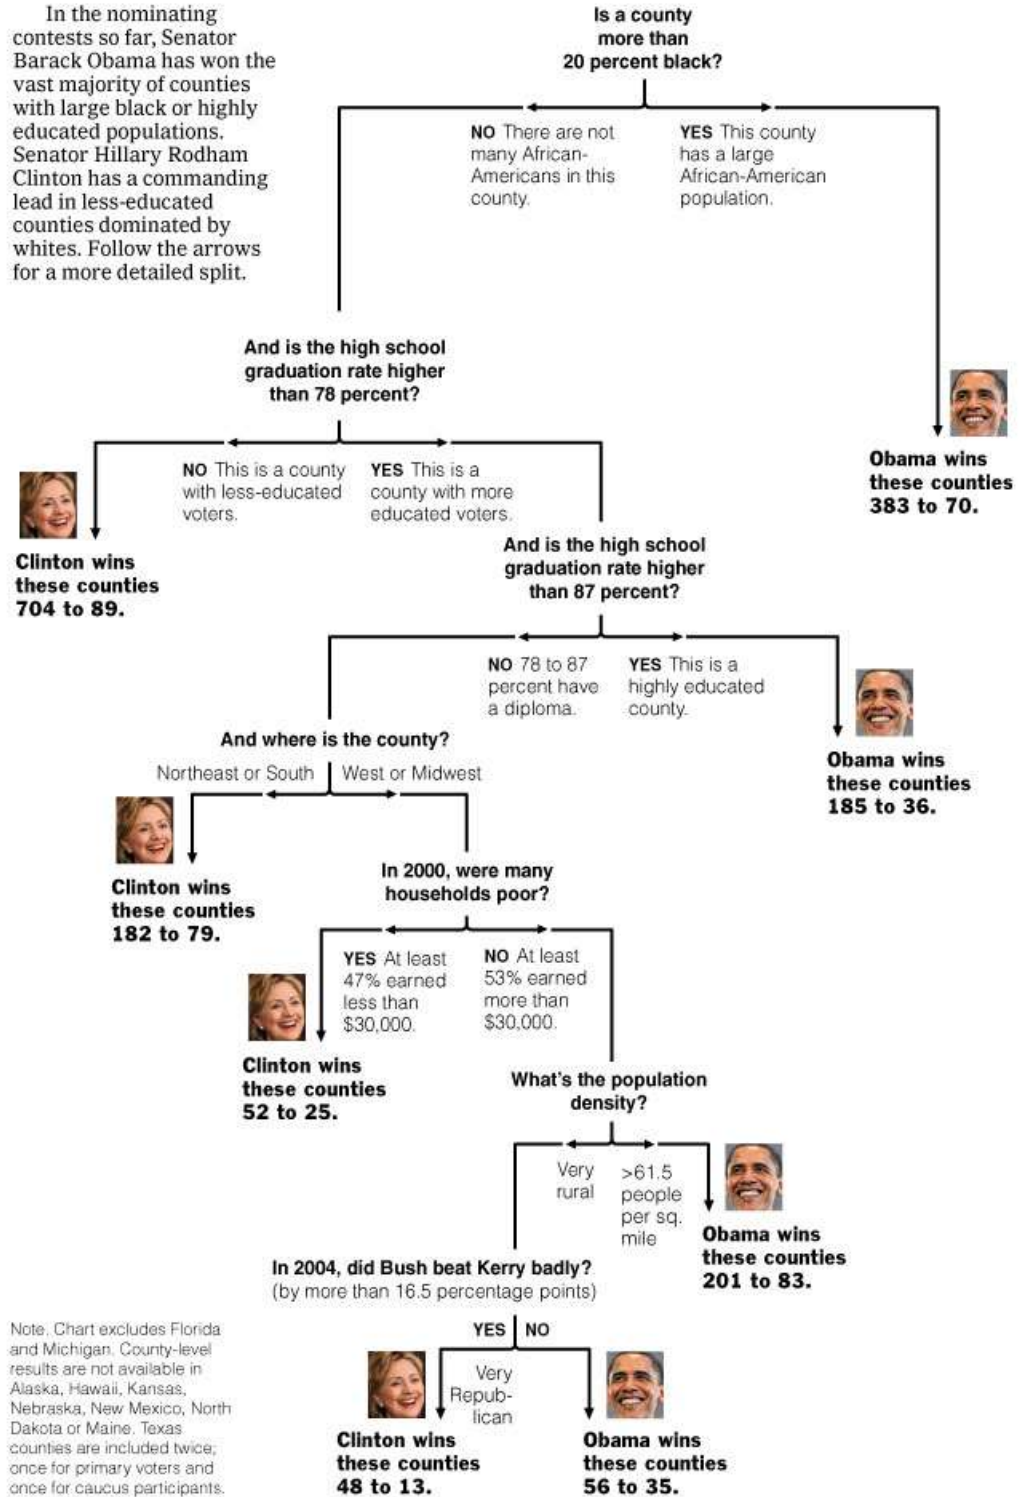 In the nominating
contests so far, Senator
Barack Obama has won the
vast majority of counties
with large black or highly
educated populations.
Senator Hillary Rodham
Clinton has a commanding
lead in less-educated
counties dominated by
whites. Follow the arrows
for a more detailed split.
Is a county
more than
20 percent black?
NO There are not
many African-
Americans in this
county.
YES This county
has a large
African-American
population.
And is the high school
graduation rate higher
than 78 percent?
Obama wins
these counties
383 to 70.
NO This is a county
with less-educated
voters.
YES This is a
county with more
educated voters.
Clinton wins
these counties
704 to 89.
And is the high school
graduation rate higher
than 87 percent?
NO 78 to 87
percent have
a diploma.
YES This is a
highly educated
county.
Obama wins
these counties
185 to 36.
And where is the county?
Northeast or South
West or Midwest
Clinton wins
these counties
182 to 79.
In 2000, were many
households poor?
YES At least
47% earned
less than
$30,000.
NO At least
53% earned
more than
$30,000.
Clinton wins
these counties
52 to 25.
What's the population
density?
Very
rural
>61.5
people
per sq.
mile
Obama wins
these counties
201 to 83.
In 2004, did Bush beat Kerry badly?
(by more than 16.5 percentage points)
YES
NO
Very
Repub-
lican
Clinton wins
these counties
48 to 13.
Obama wins
these counties
56 to 35.
Note. Chart excludes Florida
and Michigan. County-level
results are not available in
Alaska, Hawaii, Kansas,
Nebraska, New Mexico, North
Dakota or Maine. Texas
counties are included twice;
once for primary voters and
once for caucus participants.